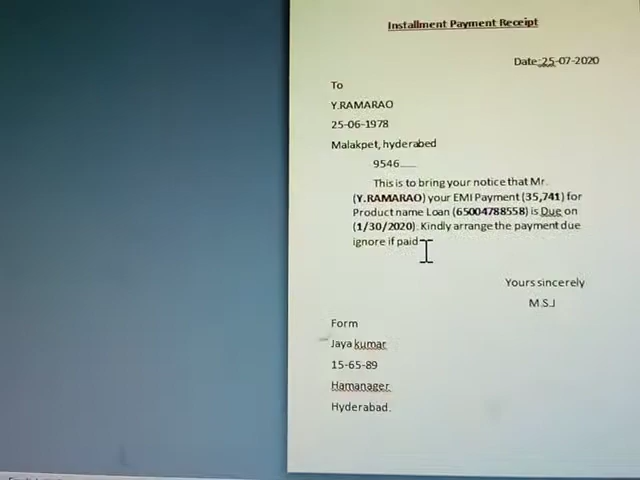 Installment Payment Receipt
Date:25-07-2020
To
Y.RAMARAO
25-06-1978
Malakpet, hyderabed
9546......
This is to bring your notice that Mr.
(Y.RAMARAO) your EMI Payment (35,741) for
Product name Loan (65004788558) is Due on
(1/30/2020). Kindly arrange the payment due
ignore if paid
Yours sincerely
M.S.J
Form
Jaya kumar
15-65-89
Hamanager
Hyderabad.